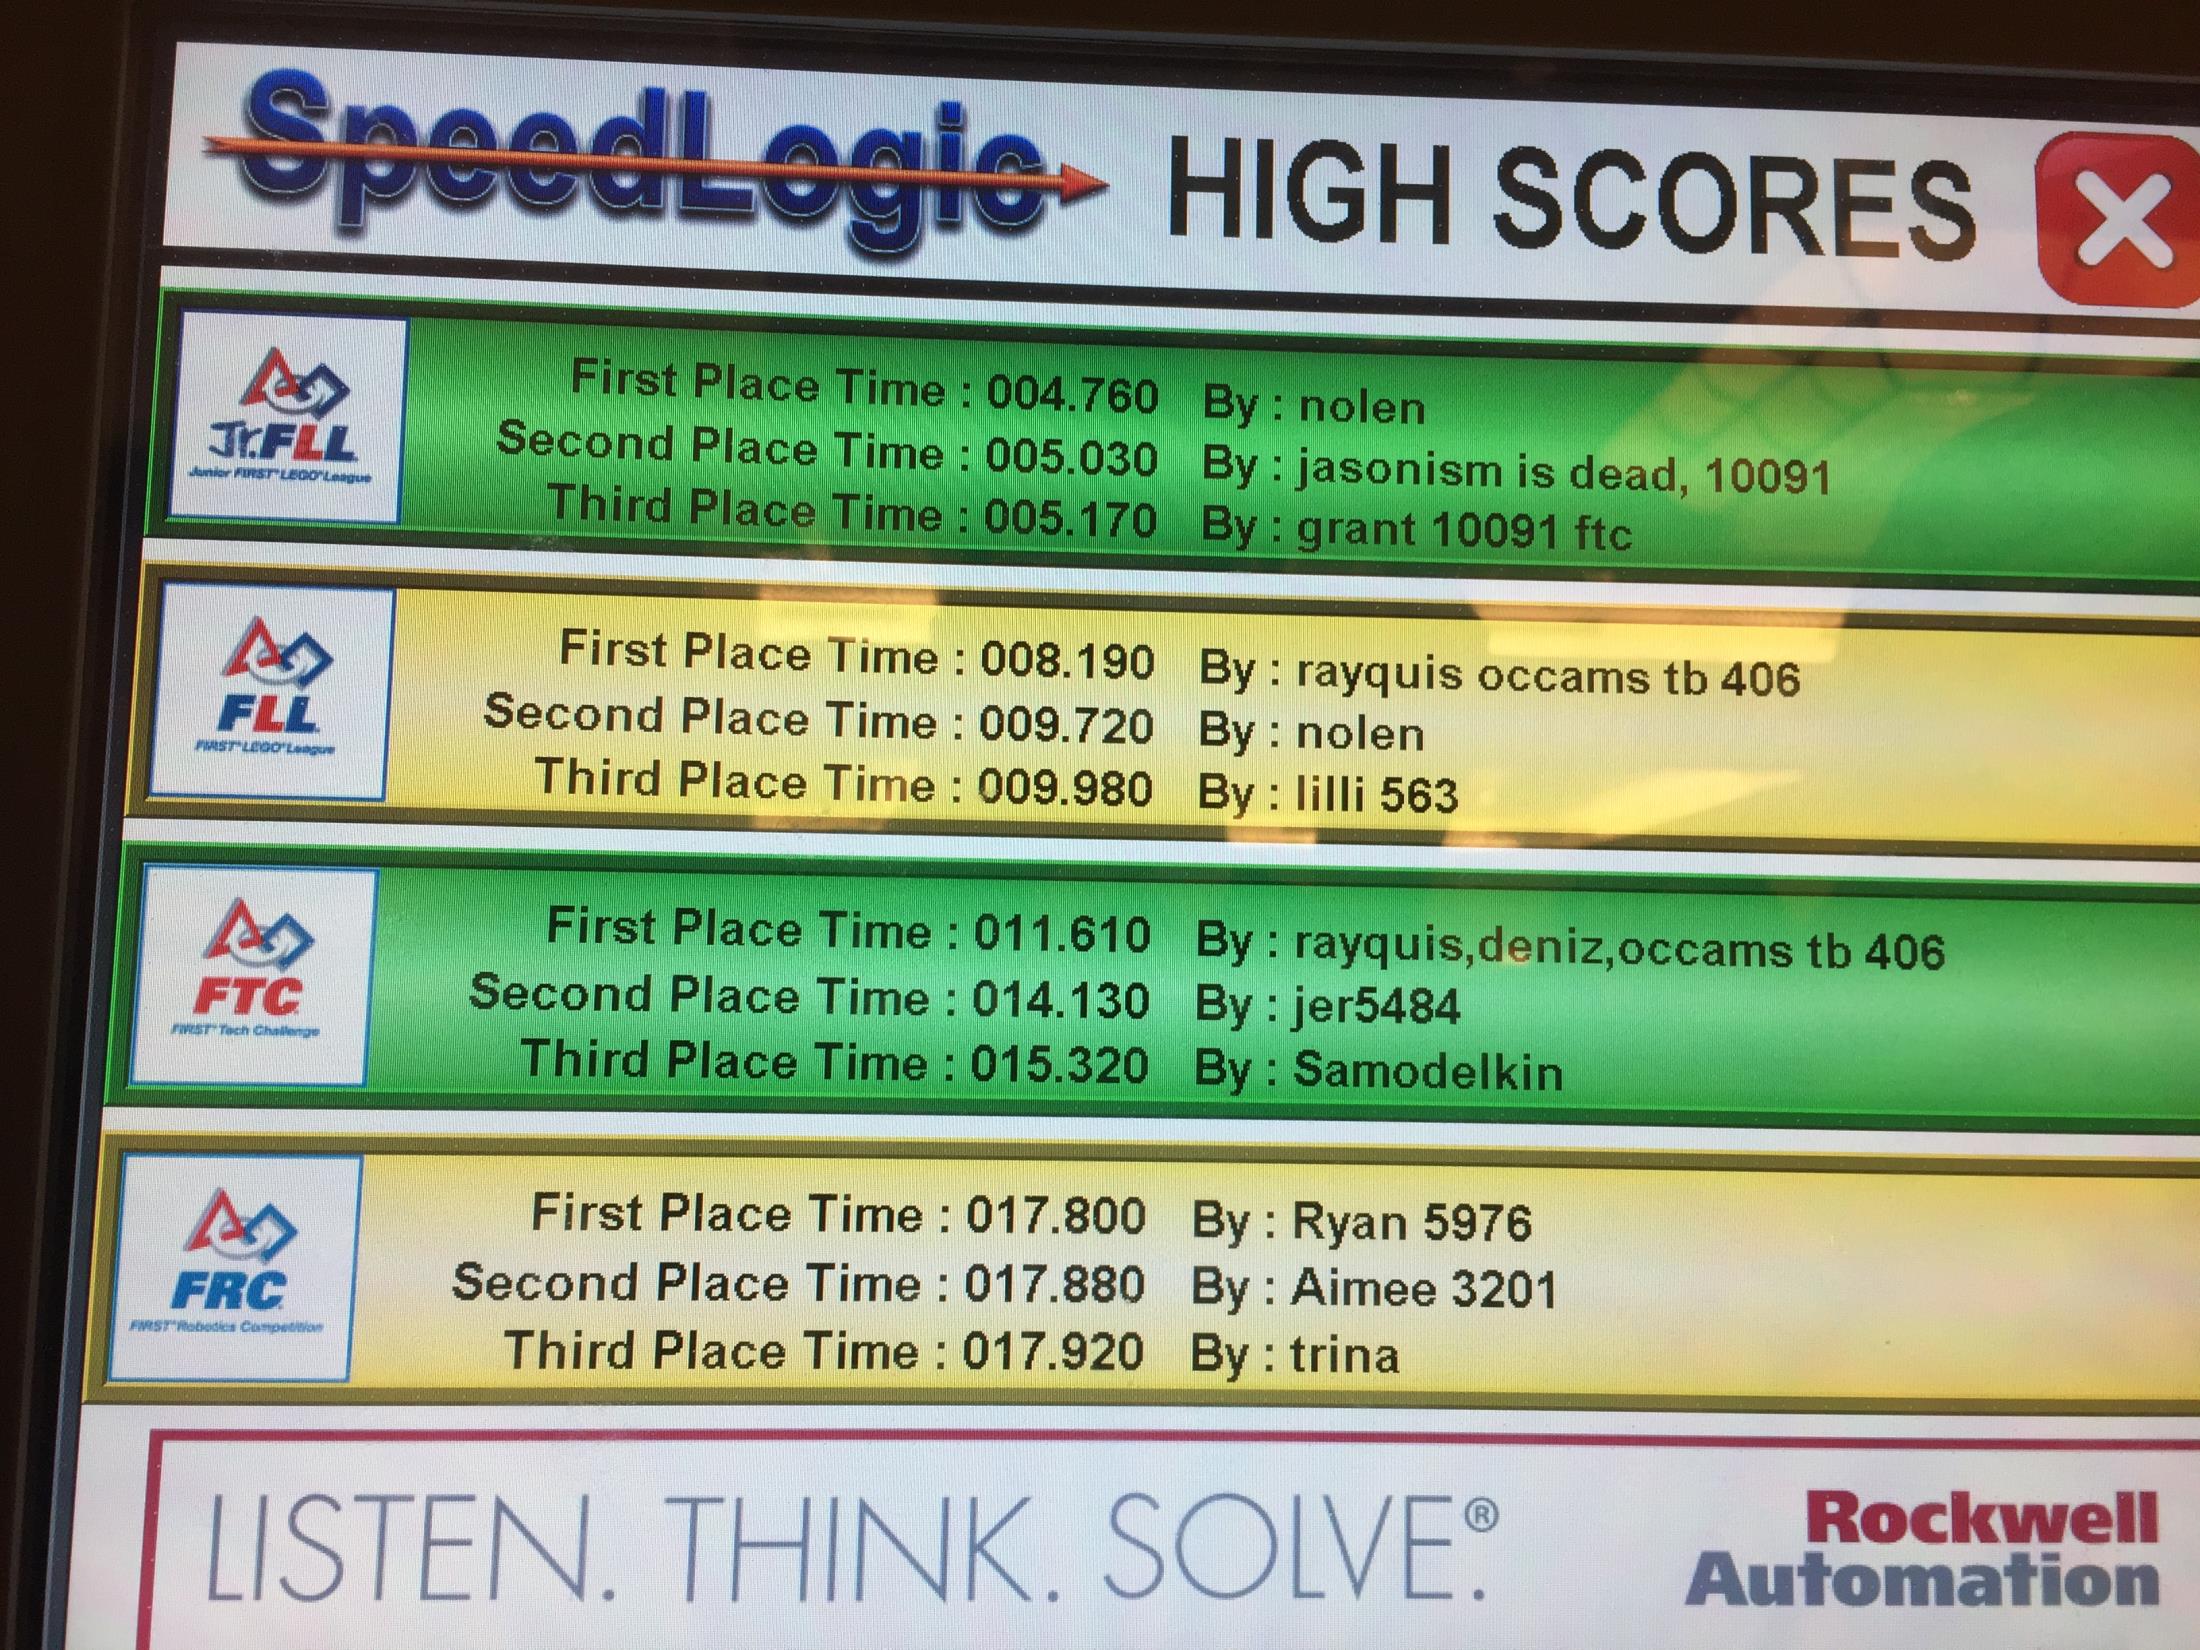 SpeedLogic HIGH SCORES
First Place Time : 004.760 By : nolen
Second Place Time : 005.030 By : jasonism is dead, 10091
Third Place Time : 005.170 By : grant 10091 ftc
Jr.FLL
Junior FIRST® LEGO® League
First Place Time : 008.190 By : rayquis occams tb 406
Second Place Time : 009.720 By : nolen
Third Place Time : 009.980 By : lilli 563
FLL
FIRST® LEGO® League
First Place Time : 011.610 By : rayquis,deniz,occams tb 406
Second Place Time : 014.130 By : jer5484
Third Place Time : 015.320 By : Samodelkin
FTC
FIRST® Tech Challenge
First Place Time : 017.800 By : Ryan 5976
Second Place Time : 017.880 By : Aimee 3201
Third Place Time : 017.920 By : trina
FRC
FIRST® Robotics Competition
LISTEN. THINK. SOLVE.®
Rockwell
Automation